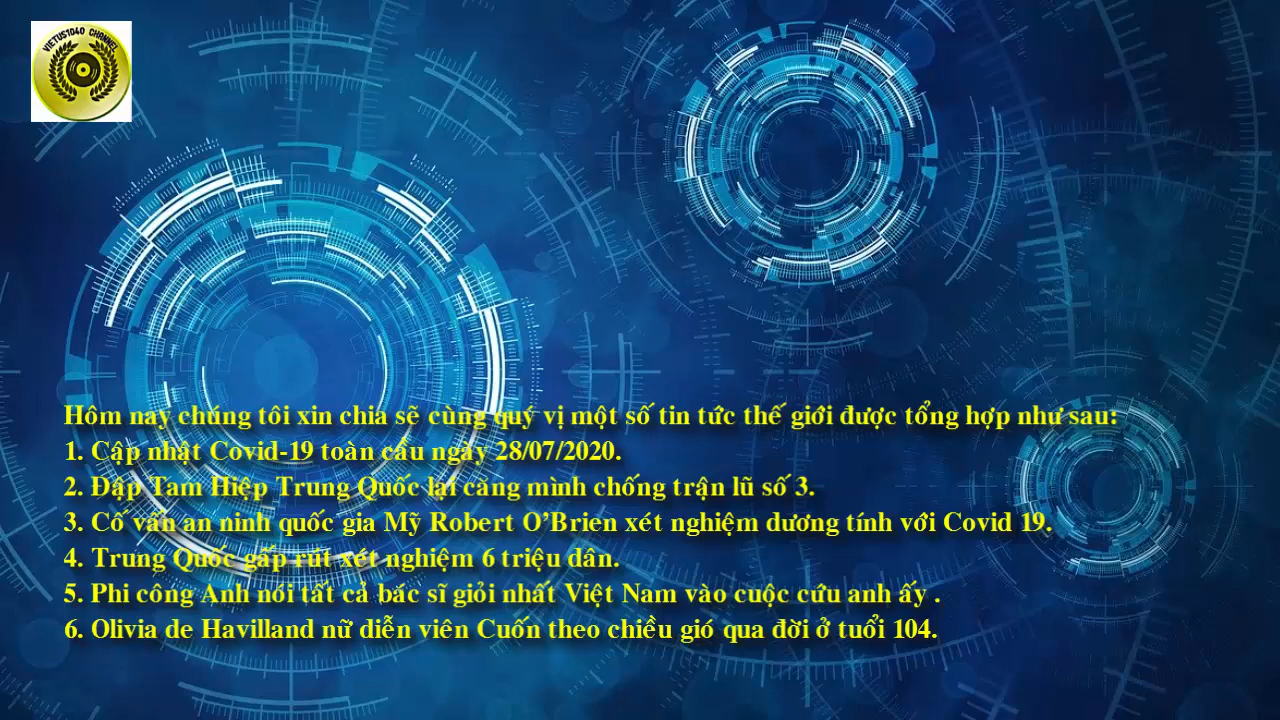 VIETUS1040 CHANNEL
Hôm nay chúng tôi xin chia sẽ cùng quý vị một số tin tức thế giới được tổng hợp như sau:
1. Cập nhật Covid-19 toàn cầu ngày 28/07/2020.
2. Đập Tam Hiệp Trung Quốc lại căng mình chống trận lũ số 3.
3. Cố vấn an ninh quốc gia Mỹ Robert O’Brien xét nghiệm dương tính với Covid 19.
4. Trung Quốc gấp rút xét nghiệm 6 triệu dân.
5. Phi công Anh nói tất cả bác sĩ giỏi nhất Việt Nam vào cuộc cứu anh ấy .
6. Olivia de Havilland nữ diễn viên Cuốn theo chiều gió qua đời ở tuổi 104.